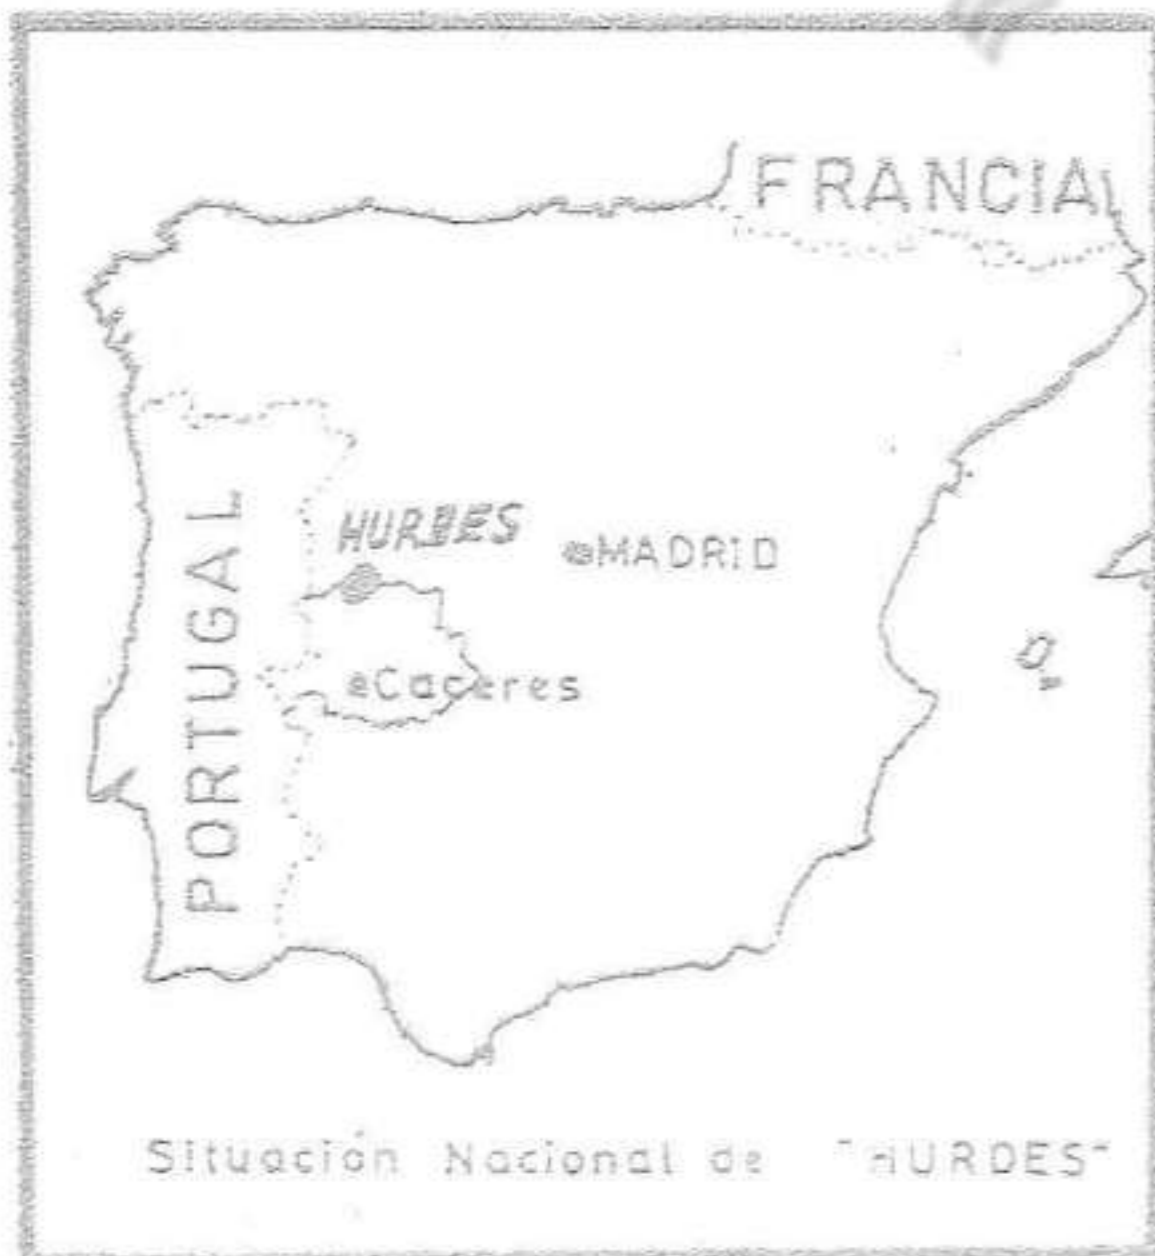 FRANCIA
HURDES
MADRID
PORTUGAL
Caceres
Situación Nacional de "HURDES"